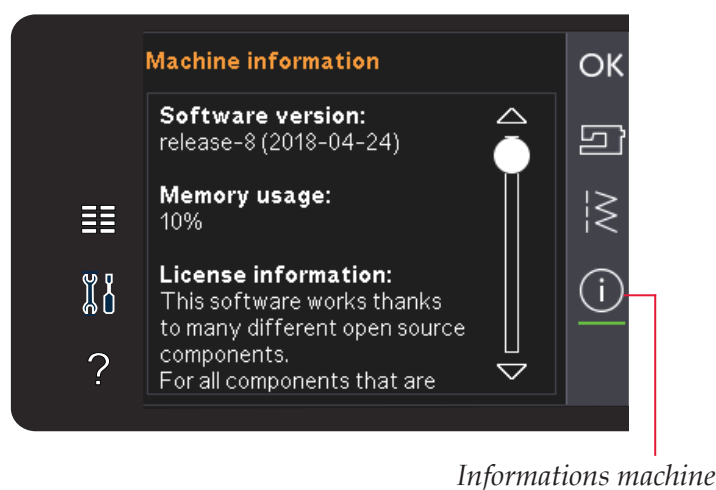 Machine information
OK
Software version:
release-8 (2018-04-24)
Memory usage:
10%
License information:
This software works thanks
to many different open source
components.
For all components that are
?
i
Informations machine